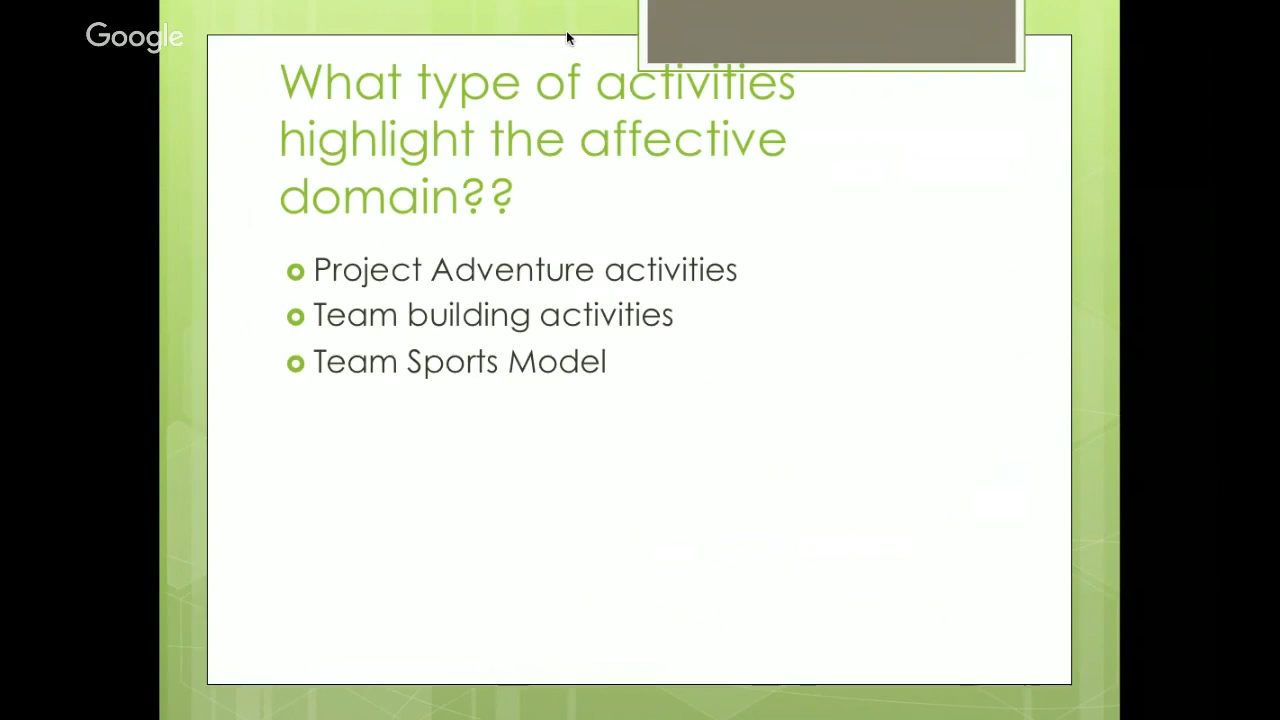 Google
What type of activities
highlight the affective
domain??
Project Adventure activities
Team building activities
Team Sports Model